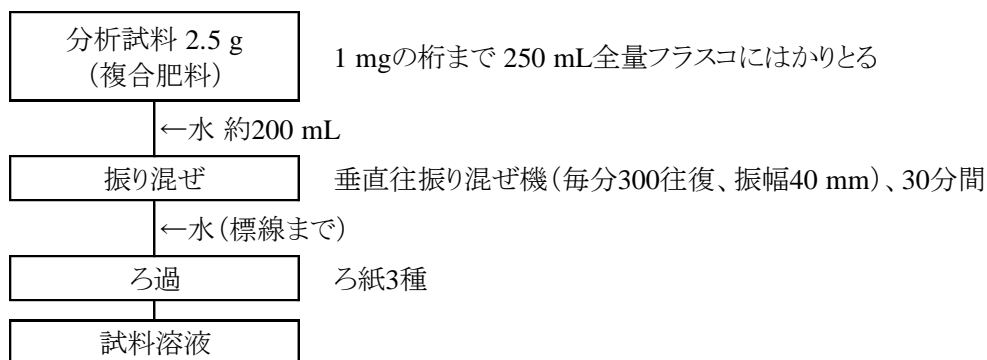 分析試料 2.5 g
(複合肥料)
1 mgの桁まで 250 mL全量フラスコにはかりとる
←水 約200 mL
振り混ぜ
垂直往振り混ぜ機(毎分300往復、振幅40 mm)、30分間
←水(標線まで)
ろ過
ろ紙3種
試料溶液